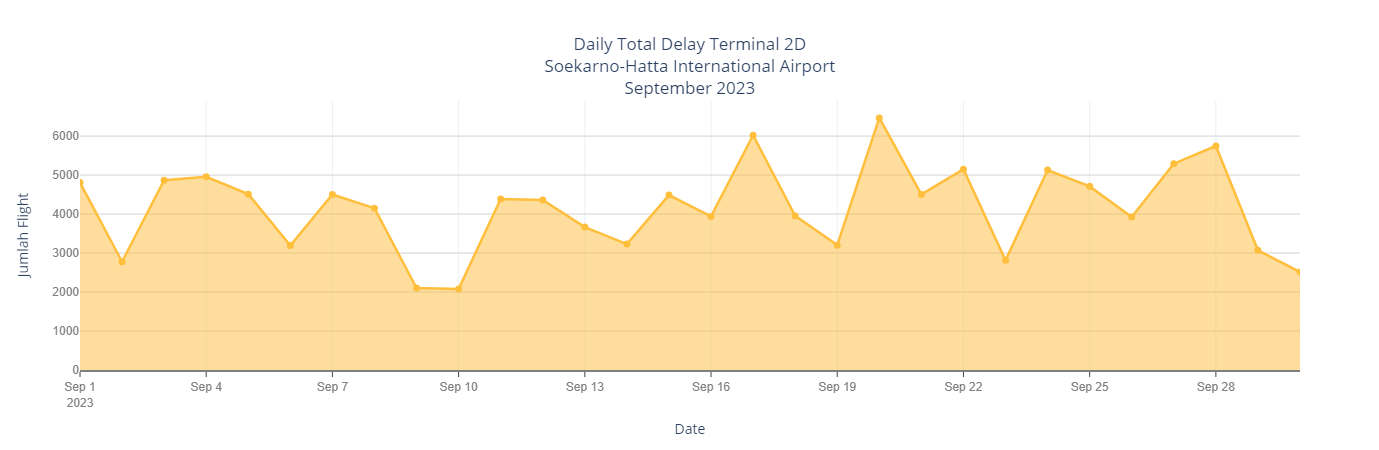 Daily Total Delay Terminal 2D
Soekarno-Hatta International Airport
September 2023
Jumlah Flight
6000
5000
4000
3000
2000
1000
0
Sep 1 Sep 4 Sep 7 Sep 10 Sep 13 Sep 16 Sep 19 Sep 22 Sep 25 Sep 28
2023
Date